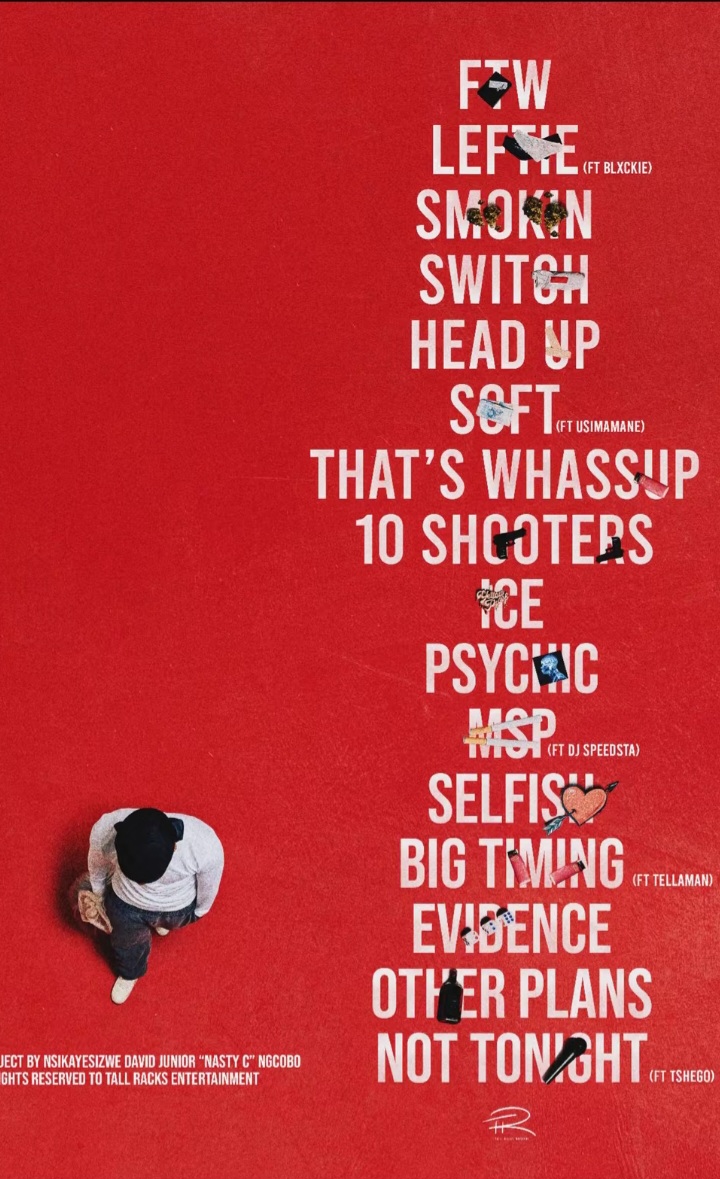 FTW
LEFTIE (FT BLXCKIE)
SMOKIN
SWITCH
HEAD UP
SOFT (FT USIMAMANE)
THAT'S WHASSUP
10 SHOOTERS
ICE
PSYCHIC
MSP (FT DJ SPEEDSTA)
SELFISH
BIG TIMING (FT TELLAMAN)
EVIDENCE
OTHER PLANS
NOT TONIGHT (FT TSHEGO)
JECT BY NSIKAYESIZWE DAVID JUNIOR “NASTY C” NGCOBO
GHTS RESERVED TO TALL RACKS ENTERTAINMENT